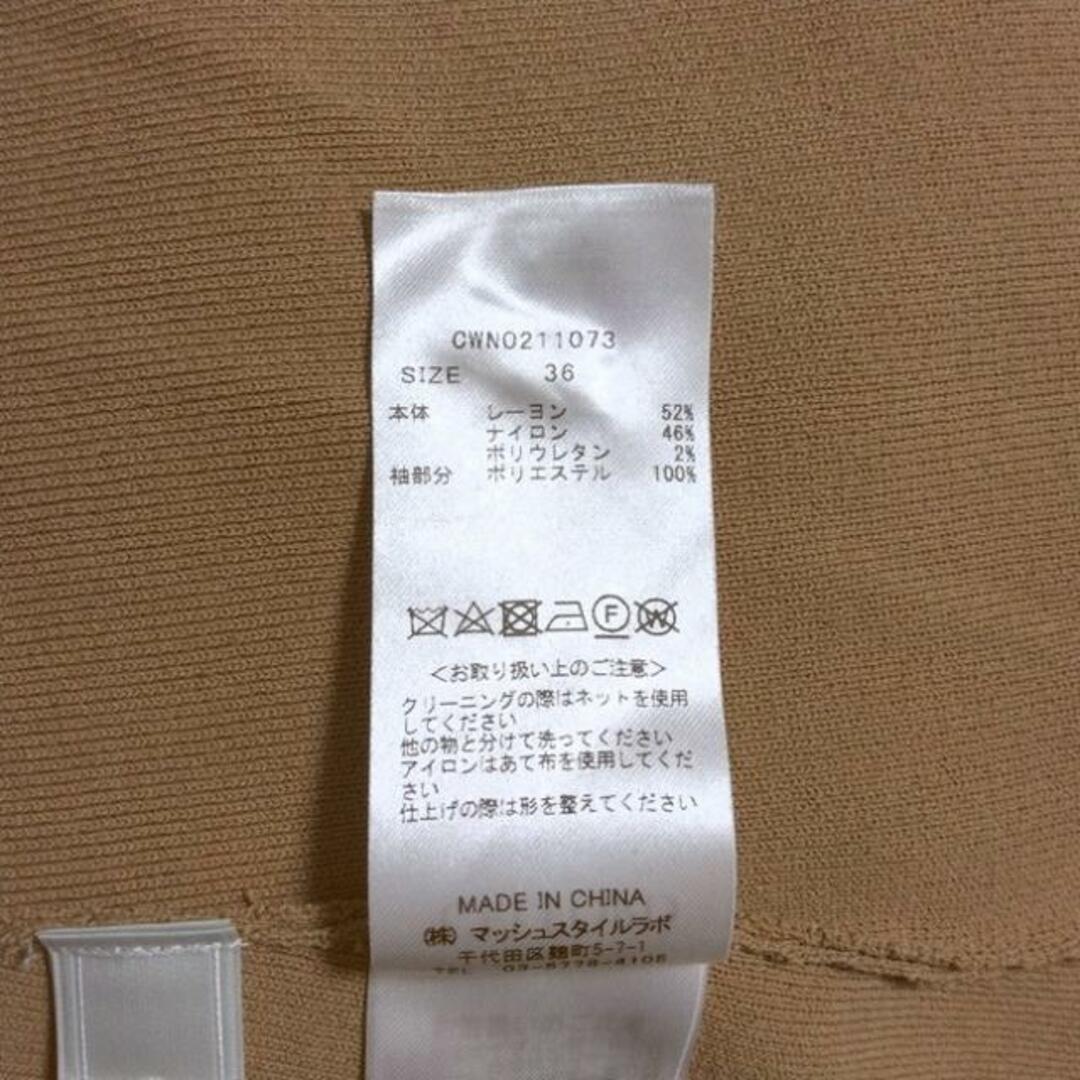 CWNO211073
SIZE 36
本体 レーヨン 52%
ナイロン 46%
ポリウレタン 2%
袖部分 ポリエステル 100%
F W
<お取り扱い上のご注意>
クリーニングの際はネットを使用
してください
他の物と分けて洗ってください
アイロンはあて布を使用してくだ
さい
仕上げの際は形を整えてください
MADE IN CHINA
(株) マッシュスタイルラボ
千代田区麹町5-7-1
TEL 03-5778-4108